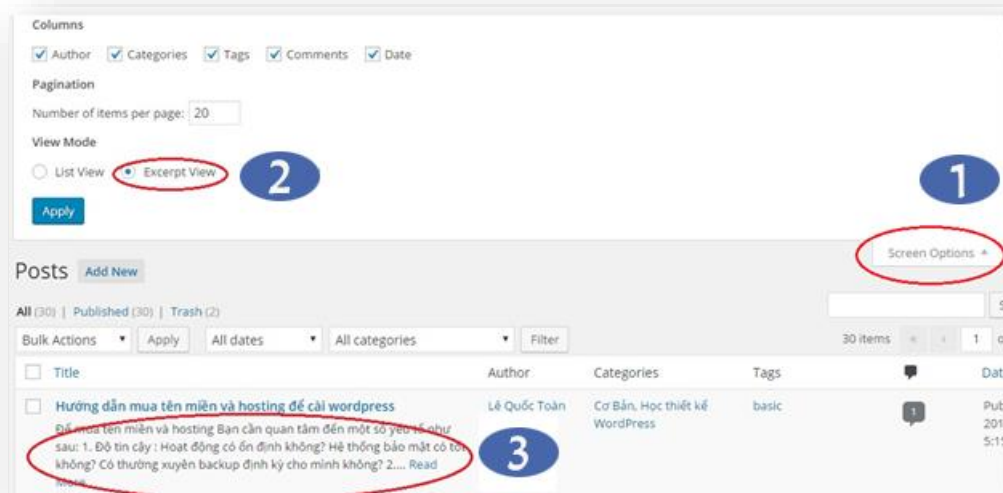 Columns
Author Categories Tags Comments Date
Pagination
Number of items per page: 20
View Mode
List View Excerpt View
2
1
Apply
Screen Options
Posts Add New
All (30) | Published (30) | Trash (2)
Bulk Actions Apply All dates All categories Filter 30 items 1
Title Author Categories Tags
Hướng dẫn mua tên miền và hosting để cài wordpress Lê Quốc Toàn Cơ Bản, Học thiết kế basic 1
WordPress
Để mua tên miền và hosting Bạn cần quan tâm đến một số yếu tố như
sau: 1. Độ tin cậy : Hoạt động có ổn định không? Hệ thống bảo mật có tốt
không? Có thường xuyên backup định kỳ cho mình không? 2.... Read
More
3